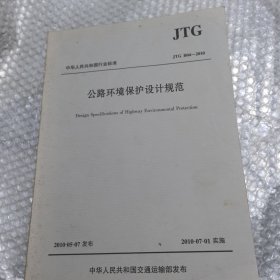 JTG
中华人民共和国行业标准
JTG B04—2010
公路环境保护设计规范
Design Specifications of Highway Environmental Protection
2010-05-07 发布
2010-07-01 实施
中华人民共和国交通运输部发布